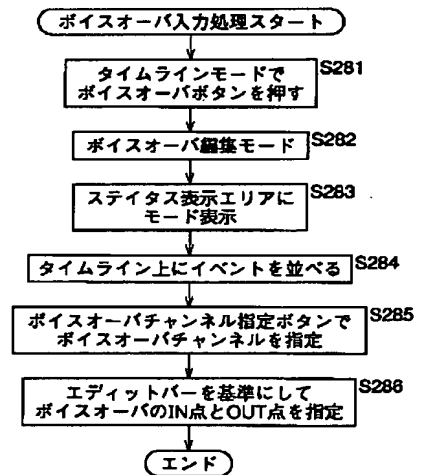 ボイスオーバ入力処理スタート
タイムラインモードで
ボイスオーバボタンを押す
S281
ボイスオーバ編集モード
S282
ステイタス表示エリアに
モード表示
S283
タイムライン上にイベントを並べる
S284
ボイスオーバチャンネル指定ボタンで
ボイスオーバチャンネルを指定
S285
エディットバーを基準にして
ボイスオーバのIN点とOUT点を指定
S286
エンド